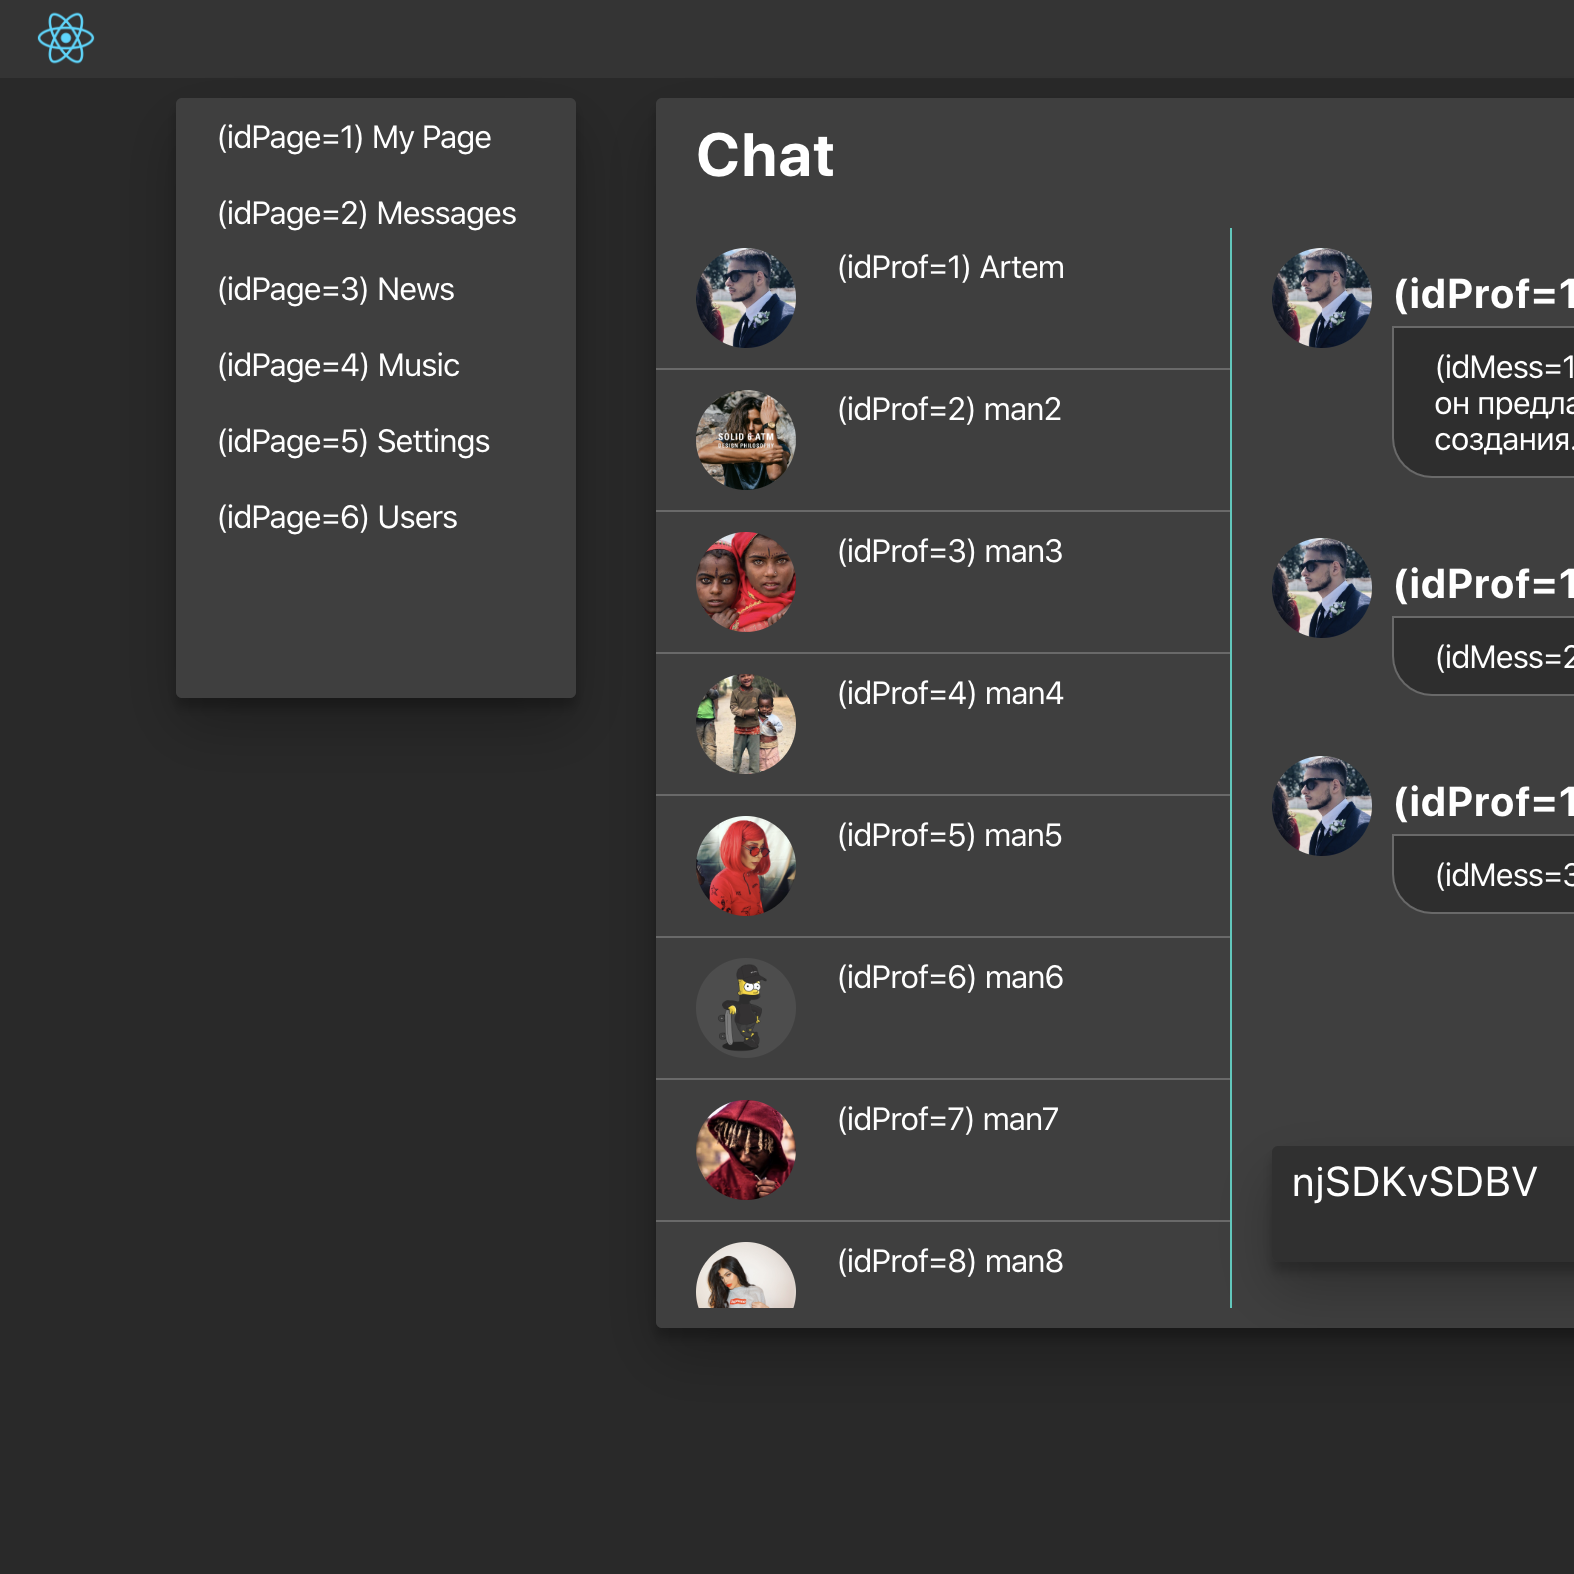 (idPage=1) My Page
(idPage=2) Messages
(idPage=3) News
(idPage=4) Music
(idPage=5) Settings
(idPage=6) Users
Chat
(idProf=1) Artem
(idProf=2) man2
SOLID & ATM
DESIGN PHILOSOPHY
(idProf=3) man3
(idProf=4) man4
(idProf=5) man5
(idProf=6) man6
(idProf=7) man7
(idProf=8) man8
(idProf=1
(idMess=1
он предла
создания.
(idProf=1
(idMess=2
(idProf=1
(idMess=3
njSDKvSDBV